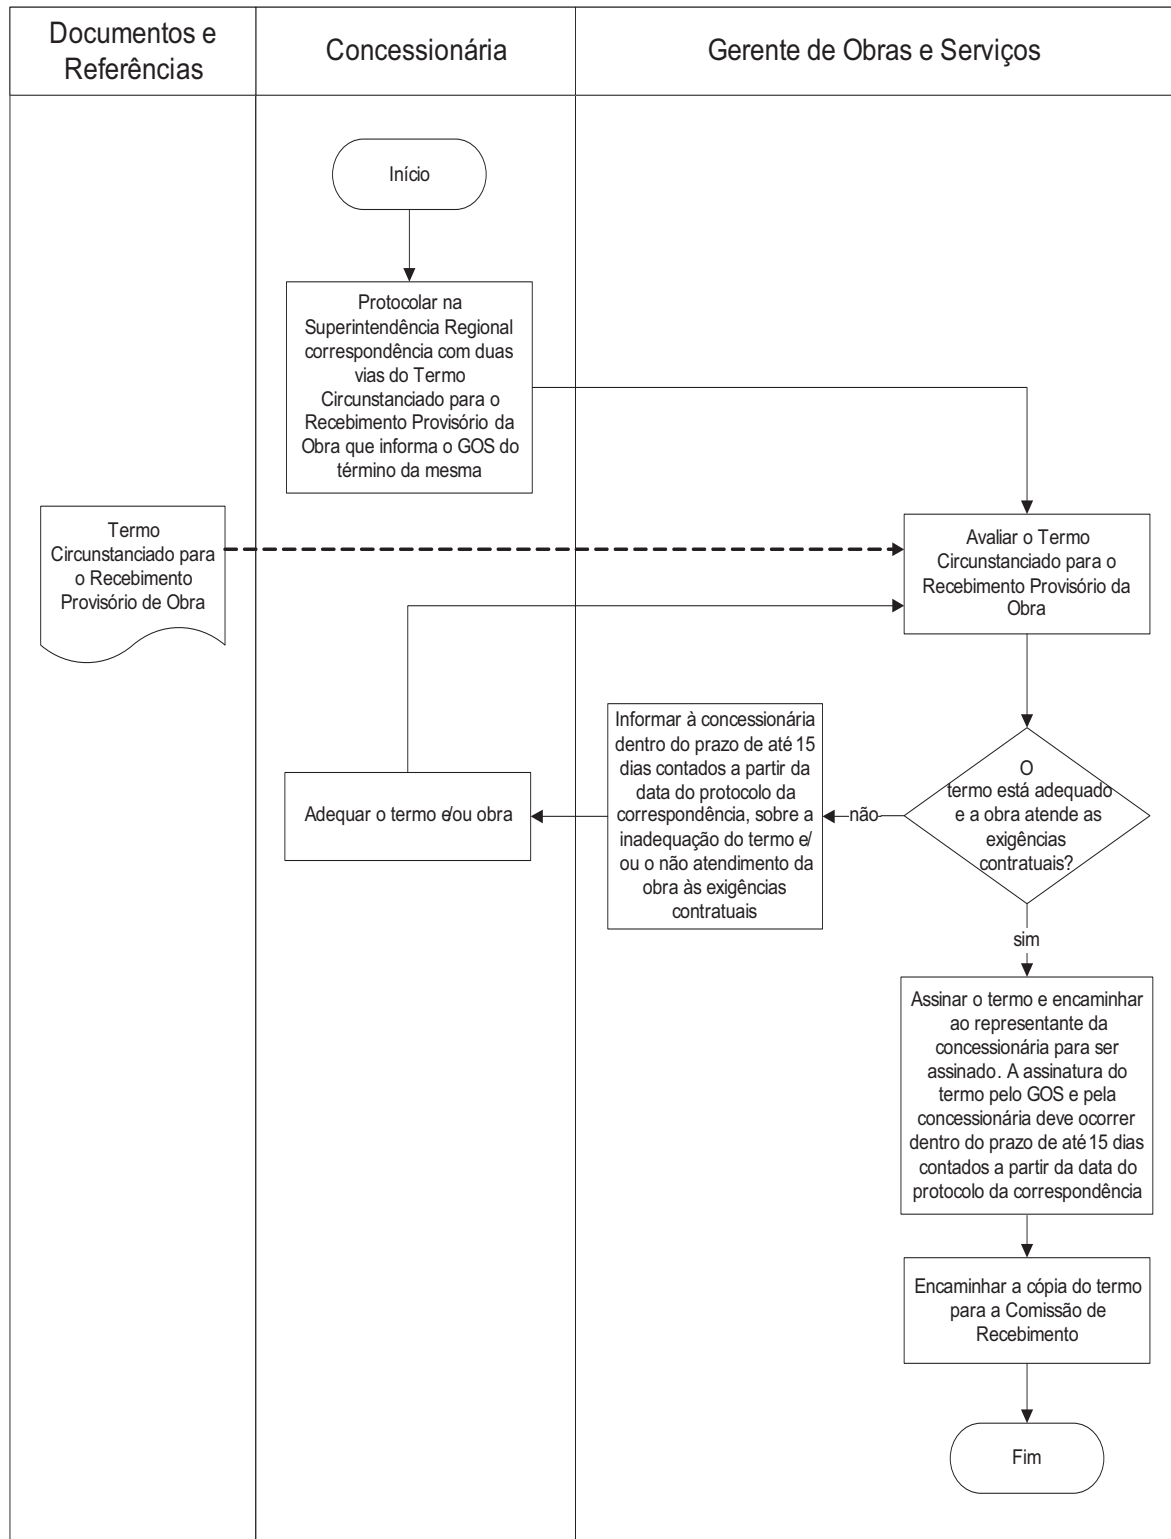 Documentos e
Referências
Concessionária
Gerente de Obras e Serviços
Início
Protocolar na
Superintendência Regional
correspondência com duas
vias do Termo
Circunstanciado para o
Recebimento Provisório da
Obra que informa o GOS do
término da mesma
Termo
Circunstanciado para
o Recebimento
Provisório de Obra
Avaliar o Termo
Circunstanciado para o
Recebimento Provisório da
Obra
O
termo está adequado
e a obra atende as
exigências
contratuais?
não
Informar à concessionária
dentro do prazo de até 15
dias contados a partir da
data do protocolo da
correspondência, sobre a
inadequação do termo e/
ou o não atendimento da
obra às exigências
contratuais
Adequar o termo e/ou obra
sim
Assinar o termo e encaminhar
ao representante da
concessionária para ser
assinado. A assinatura do
termo pelo GOS e pela
concessionária deve ocorrer
dentro do prazo de até 15 dias
contados a partir da data do
protocolo da correspondência
Encaminhar a cópia do termo
para a Comissão de
Recebimento
Fim